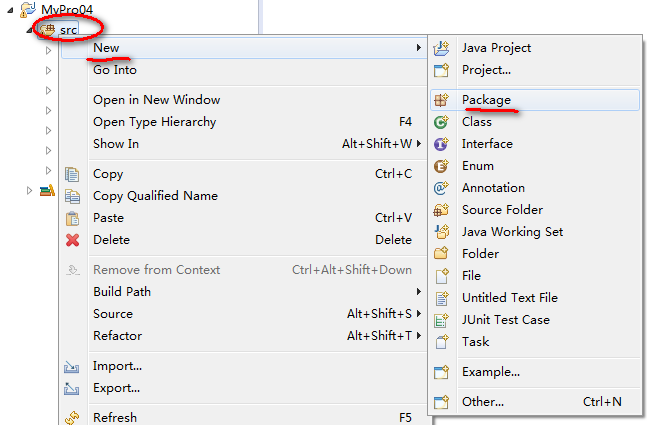 MyPro04
src
New
Go Into
Open in New Window
Open Type Hierarchy F4
Show In Alt+Shift+W
Copy Ctrl+C
Copy Qualified Name
Paste Ctrl+V
Delete Delete
Remove from Context Ctrl+Alt+Shift+Down
Build Path
Source Alt+Shift+S
Refactor Alt+Shift+T
Import...
Export...
Refresh F5
Java Project
Project...
Package
Class
Interface
Enum
Annotation
Source Folder
Java Working Set
Folder
File
Untitled Text File
JUnit Test Case
Task
Example...
Other... Ctrl+N